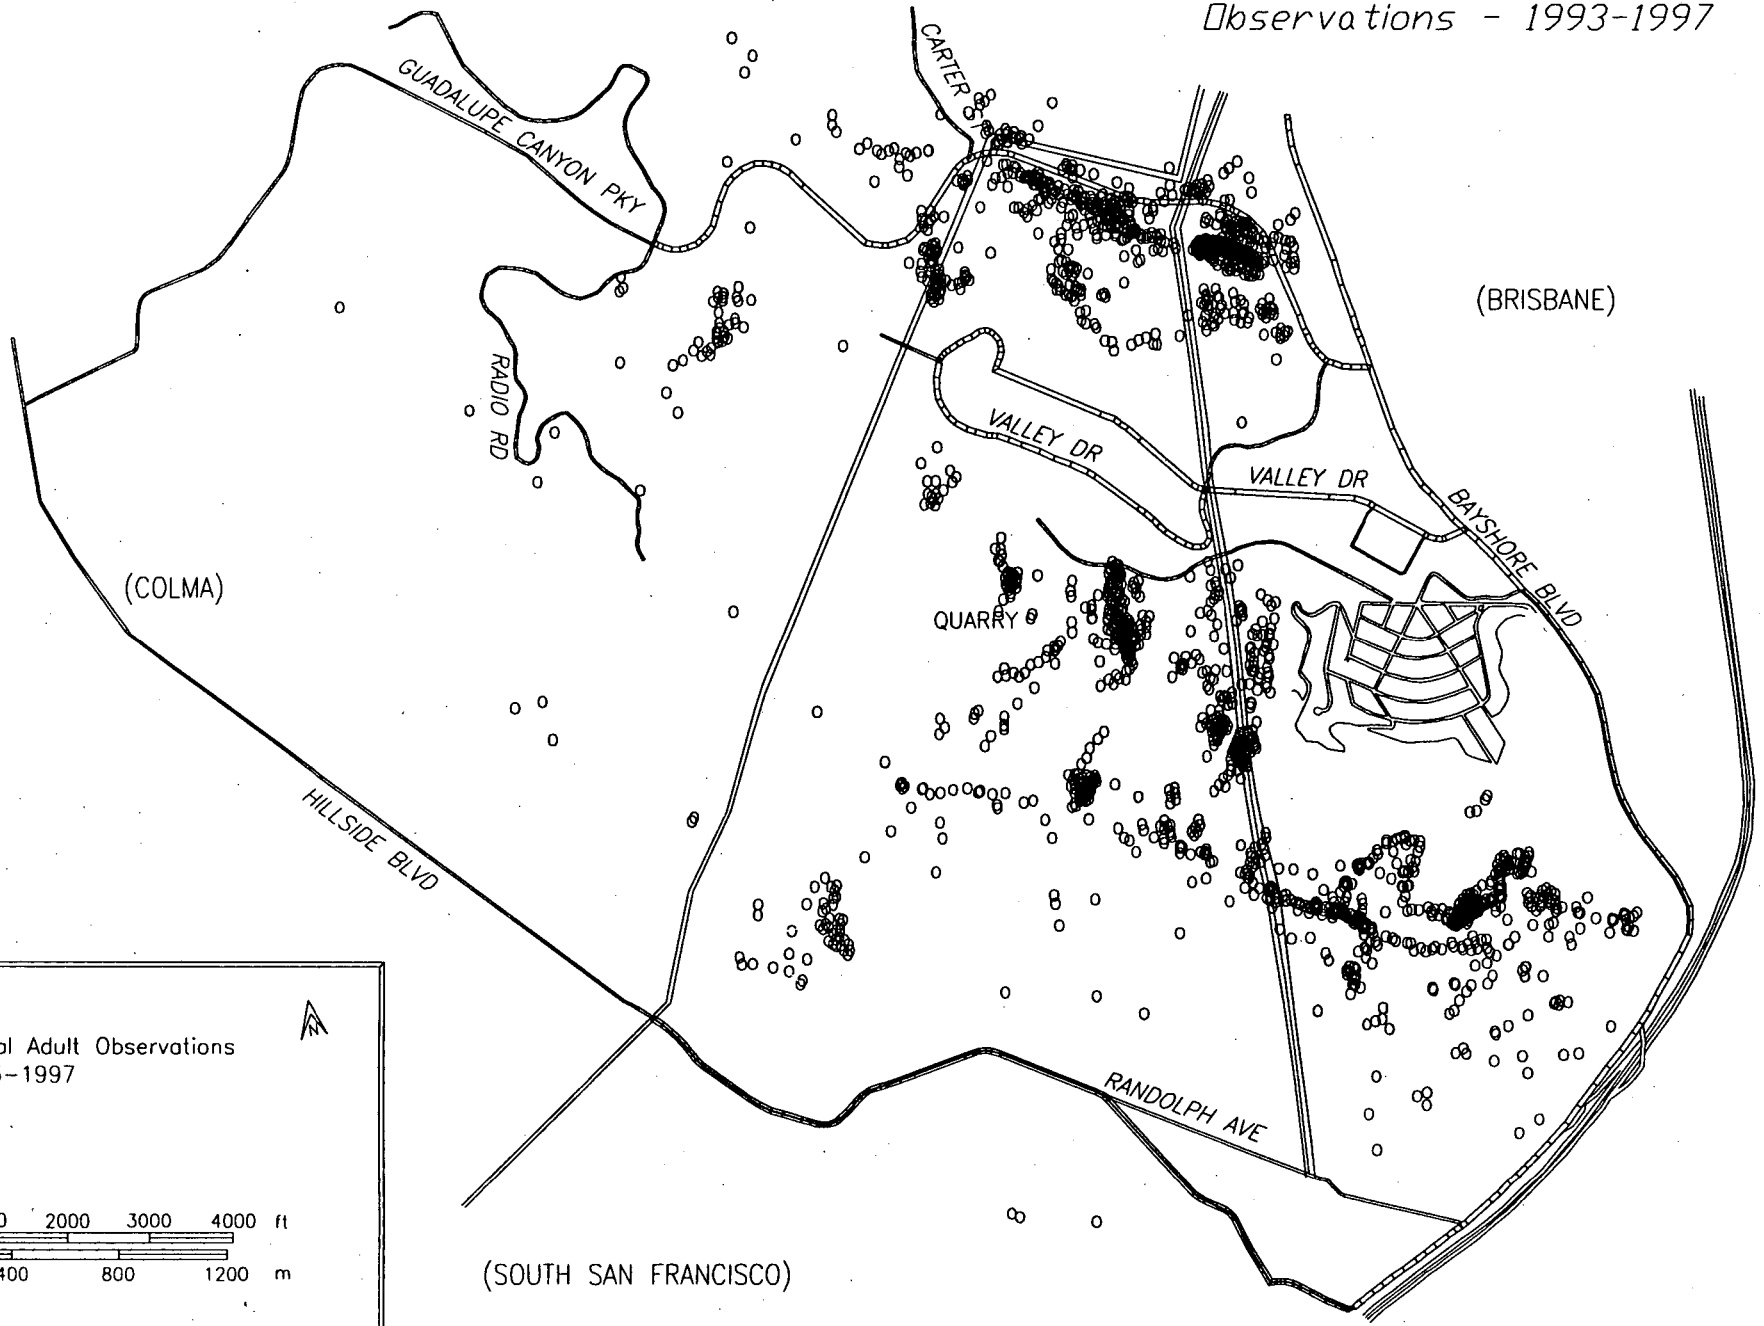 Observations - 1993-1997
CARTER
GUADALUPE CANYON PKY
(BRISBANE)
RADIO RD
VALLEY DR
VALLEY DR
BAYSHORE BLVD
(COLMA)
QUARRY
HILLSIDE BLVD
N
Adult Observations
-1997
RANDOLPH AVE
2000 3000 4000 ft
400 800 1200 m
(SOUTH SAN FRANCISCO)